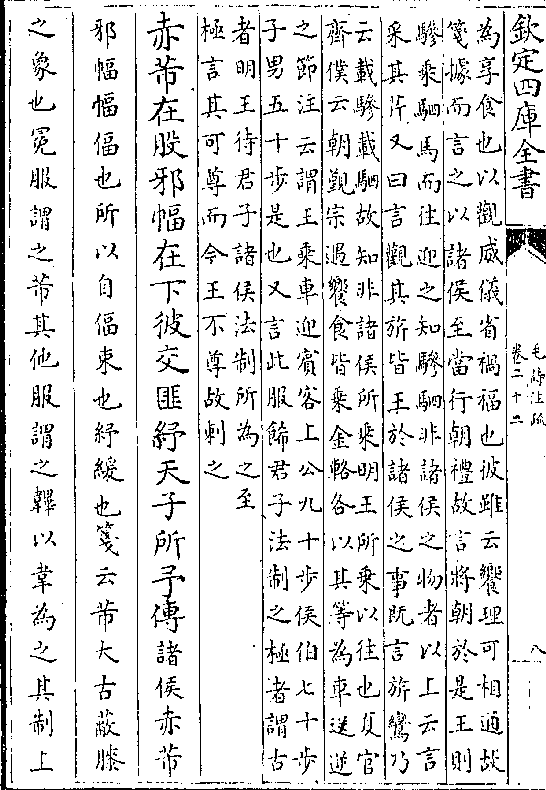 欽定四庫全書
毛詩注疏
卷二十二
八
為享食也以觀威儀省禍福也彼雖云饗理可相通故
箋據而言之以諸侯至當行朝禮故言將朝於是王則
驂乘駟馬而往迎之知驂駟非諸侯之物者以上云言
采其芹又曰言觀其旂皆王於諸侯之事既言旂鸞乃
云載驂載駟故知非諸侯所乘明王所乘以往也夏官
齊僕云朝覲宗遇饗食皆乘金輅各以其等為車送逆
之節注云謂王乘車迎賓客上公九十步侯伯七十步
子男五十步是也又言此服飾君子法制之極者謂古
者明王待君子諸侯法制所為之至
極言其可尊而今王不尊故刺之
赤芾在股邪幅在下彼交匪紓天子所予傳諸侯赤芾
邪幅幅偪也所以自偪束也紓緩也箋云芾大古蔽膝
之象也冕服謂之芾其他服謂之韠以韋為之其制上